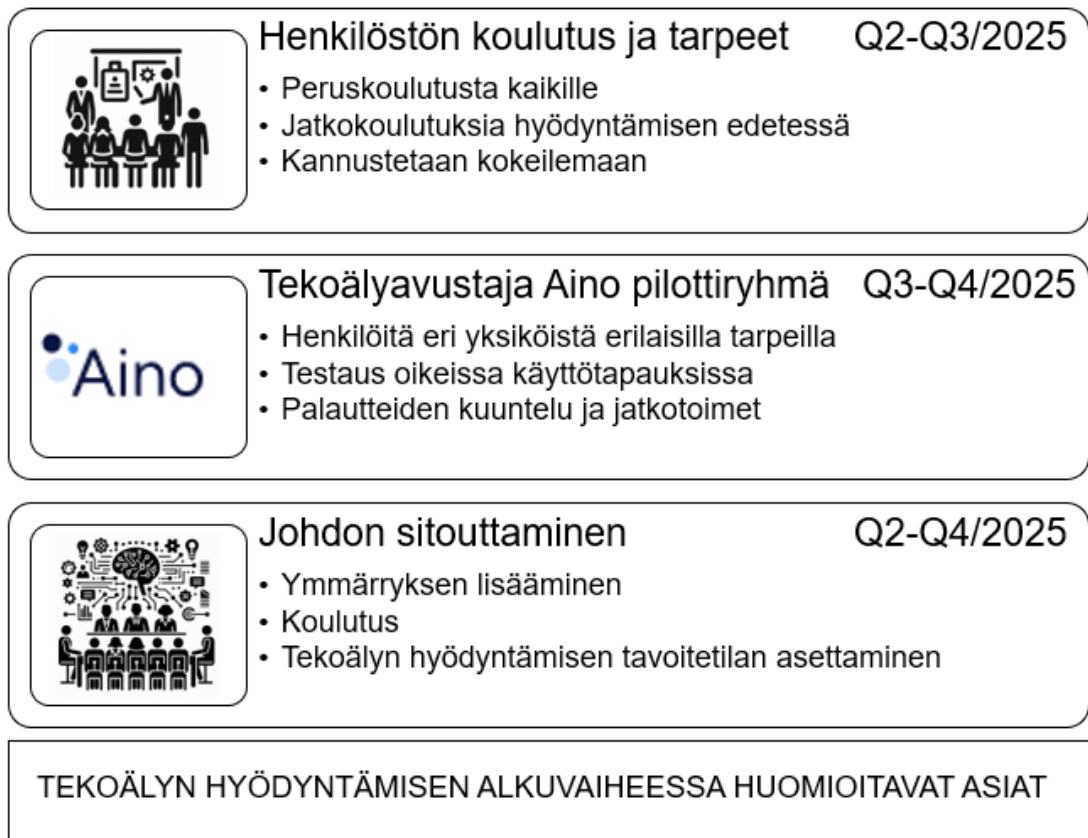 Henkilöstön koulutus ja tarpeet Q2-Q3/2025
• Peruskoulutusta kaikille
• Jatkokoulutuksia hyödyntämisen edetessä
• Kannustetaan kokeilemaan
Tekoälyavustaja Aino pilottiryhmä Q3-Q4/2025
• Henkilöitä eri yksiköistä erilaisilla tarpeilla
Aino
• Testaus oikeissa käyttötapauksissa
• Palautteiden kuuntelu ja jatkotoimet
Johdon sitouttaminen Q2-Q4/2025
• Ymmärryksen lisääminen
• Koulutus
• Tekoälyn hyödyntämisen tavoitetilan asettaminen
TEKOÄLYN HYÖDYNTÄMISEN ALKUVAIHEESSA HUOMIOITAVAT ASIAT